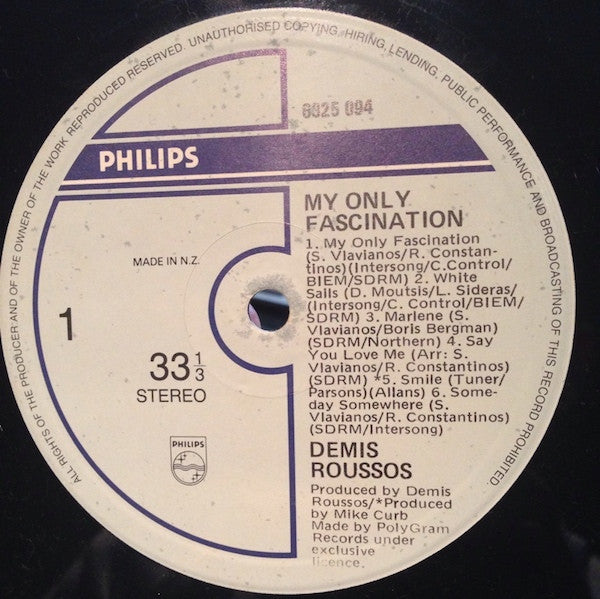 ALL RIGHTS OF THE PRODUCER AND OF THE OWNER OF THE WORK REPRODUCED RESERVED. UNAUTHORISED COPYING, HIRING, LENDING, PUBLIC PERFORMANCE AND BROADCASTING OF THIS RECORD PROHIBITED.
6325 094
PHILIPS
MADE IN N.Z.
1
33 1/3
STEREO
PHILIPS
MY ONLY
FASCINATION
1. My Only Fascination
(S. Vlavianos/R. Constan-
tinos)(Intersong/C.Control/
BIEM/SDRM) 2. White
Sails (D. Moutsis/L. Sideras/
(Intersong/C. Control/BIEM/
SDRM) 3. Marlene (S.
Vlavianos/Boris Bergman)
(SDRM/Northern) 4. Say
You Love Me (Arr: S.
Vlavianos/R. Constantinos)
(SDRM) *5. Smile (Tuner/
Parsons)(Allans) 6. Some-
day Somewhere (S.
Vlavianos/R. Constantinos)
(SDRM/Intersong)
DEMIS
ROUSSOS
Produced by Demis
Roussos/*Produced
by Mike Curb
Made by PolyGram
Records under
exclusive
licence.